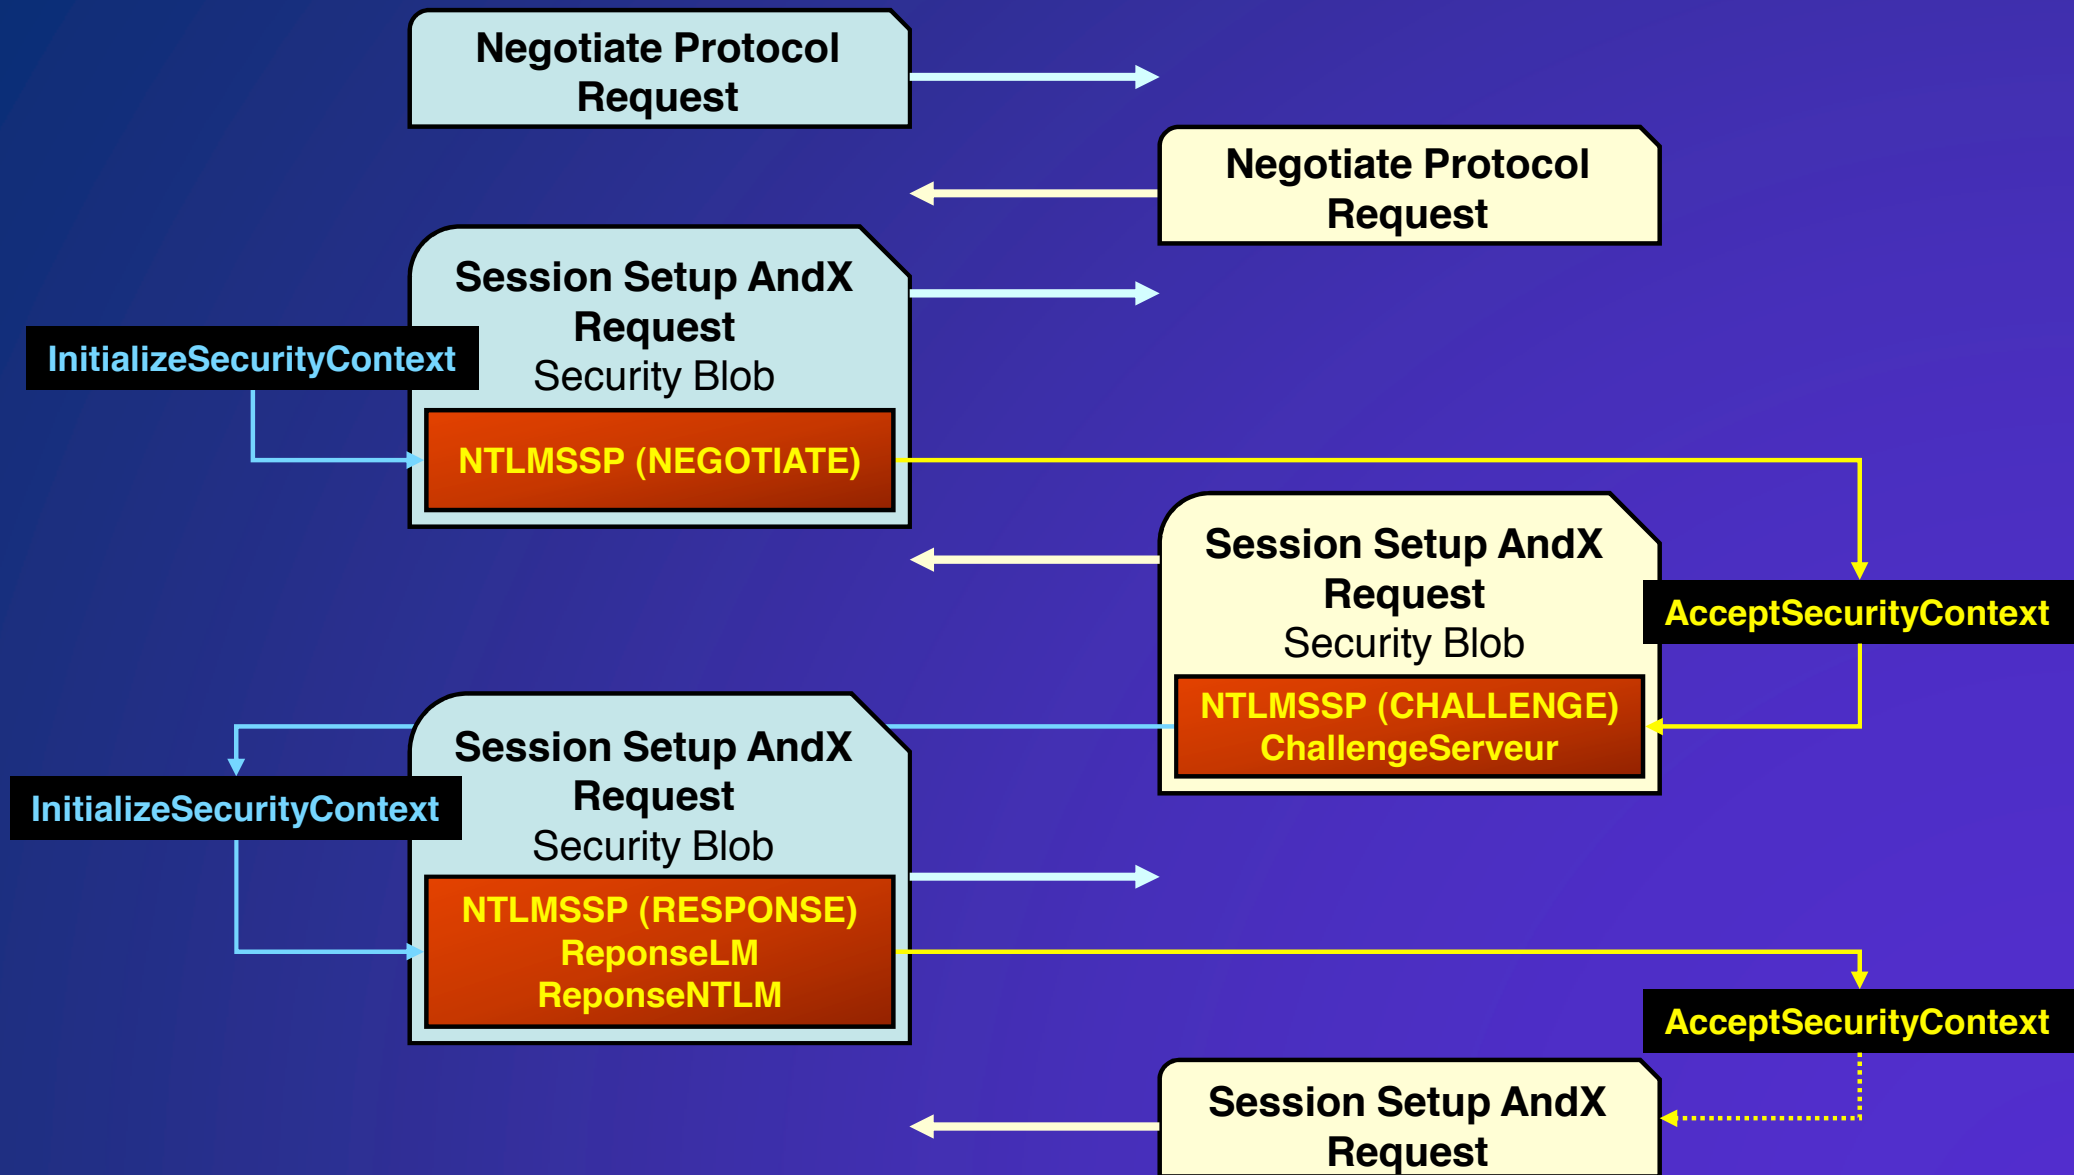 Negotiate Protocol
Request
Negotiate Protocol
Request
Session Setup AndX
Request
Security Blob
InitializeSecurityContext
NTLMSSP (NEGOTIATE)
Session Setup AndX
Request
Security Blob
AcceptSecurityContext
NTLMSSP (CHALLENGE)
ChallengeServeur
Session Setup AndX
Request
Security Blob
InitializeSecurityContext
NTLMSSP (RESPONSE)
ReponseLM
ReponseNTLM
AcceptSecurityContext
Session Setup AndX
Request